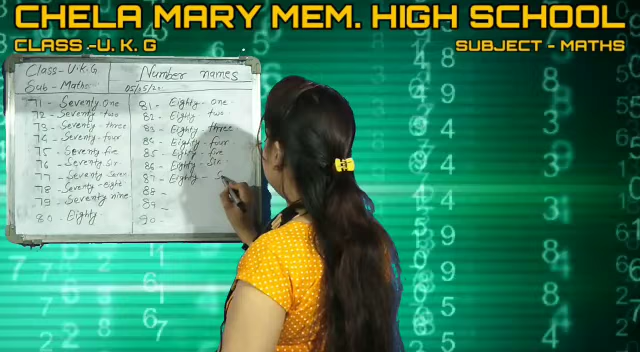 CHELA MARY MEM. HIGH SCHOOL
CLASS -U. K. G
SUBJECT - MATHS
Class - U.K.G
Number names
Sub - Maths
05/05/21
71 - Seventy one
72 - Seventy two
73 - Seventy - three
74 - Seventy - four
75 - Seventy five
76 - Seventy Six
77 - Seventy Seven
78 - Seventy - eight
79 - Seventy nine
80 - Eighty
81 - Eighty - one
82 - Eighty two
83 - Eighty three
84 - Eighty - four
85 - Eighty - five
86 - Eighty - Six
87 - Eighty - S
88 -
89 -
90 -